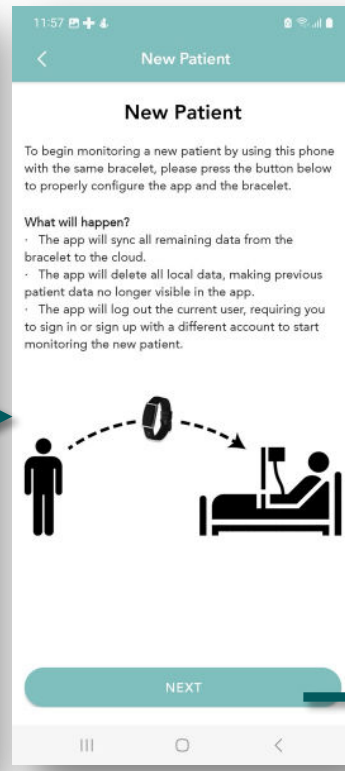 11:57
New Patient
New Patient
To begin monitoring a new patient by using this phone
with the same bracelet, please press the button below
to properly configure the app and the bracelet.
What will happen?
· The app will sync all remaining data from the
bracelet to the cloud.
· The app will delete all local data, making previous
patient data no longer visible in the app.
· The app will log out the current user, requiring you
to sign in or sign up with a different account to start
monitoring the new patient.
NEXT